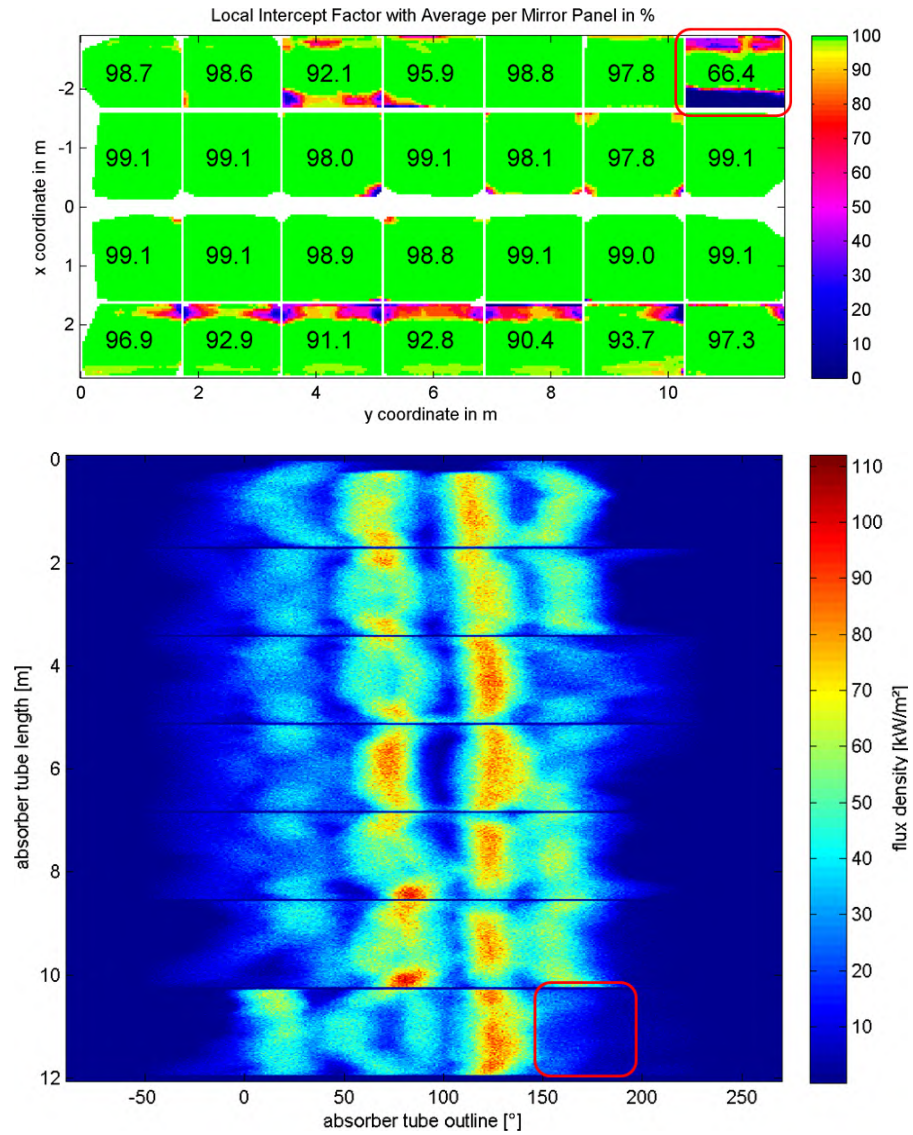 Local Intercept Factor with Average per Mirror Panel in %
98.7 98.6 92.1 95.9 98.8 97.8 66.4
99.1 99.1 98.0 99.1 98.1 97.8 99.1
99.1 99.1 98.9 98.8 99.1 99.0 99.1
96.9 92.9 91.1 92.8 90.4 93.7 97.3
-2
-1
0
1
2
x coordinate in m
0 2 4 6 8 10
y coordinate in m
100
90
80
70
60
50
40
30
20
10
0
0
2
4
6
8
10
12
absorber tube length [m]
-50 0 50 100 150 200 250
absorber tube outline [°]
110
100
90
80
70
60
50
40
30
20
10
flux density [kW/m²]